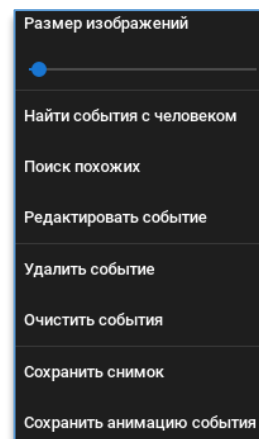 Размер изображений
Найти события с человеком
Поиск похожих
Редактировать событие
Удалить событие
Очистить события
Сохранить снимок
Сохранить анимацию события